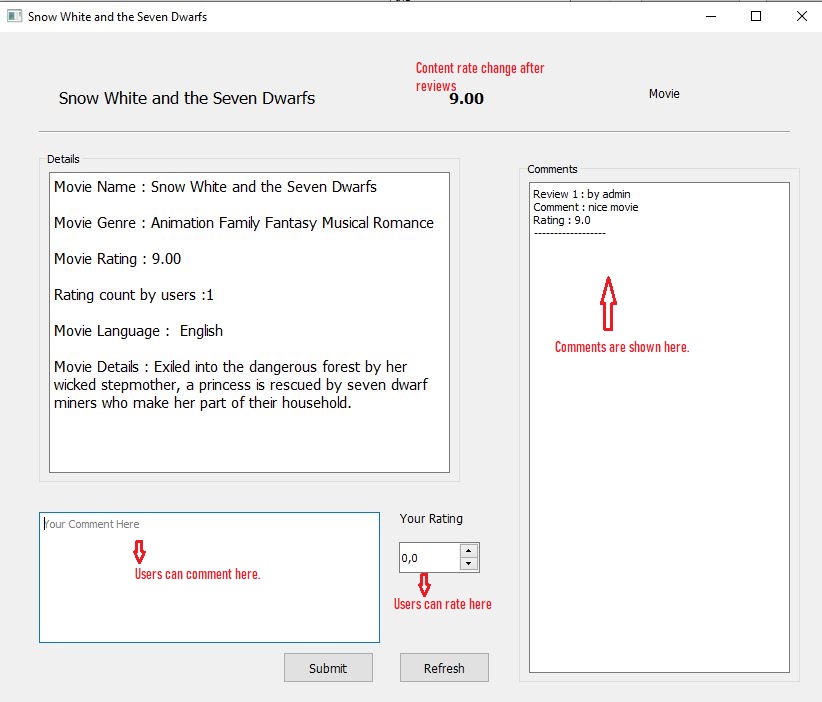 Snow White and the Seven Dwarfs
Content rate change after
reviews
Snow White and the Seven Dwarfs
9.00
Movie
Details
Movie Name : Snow White and the Seven Dwarfs
Movie Genre : Animation Family Fantasy Musical Romance
Movie Rating : 9.00
Rating count by users :1
Movie Language :  English
Movie Details : Exiled into the dangerous forest by her
wicked stepmother, a princess is rescued by seven dwarf
miners who make her part of their household.
Comments
Review 1 : by admin
Comment : nice movie
Rating : 9.0
------------------
Comments are shown here.
Your Comment Here
Users can comment here.
Your Rating
0,0
Users can rate here
Submit
Refresh